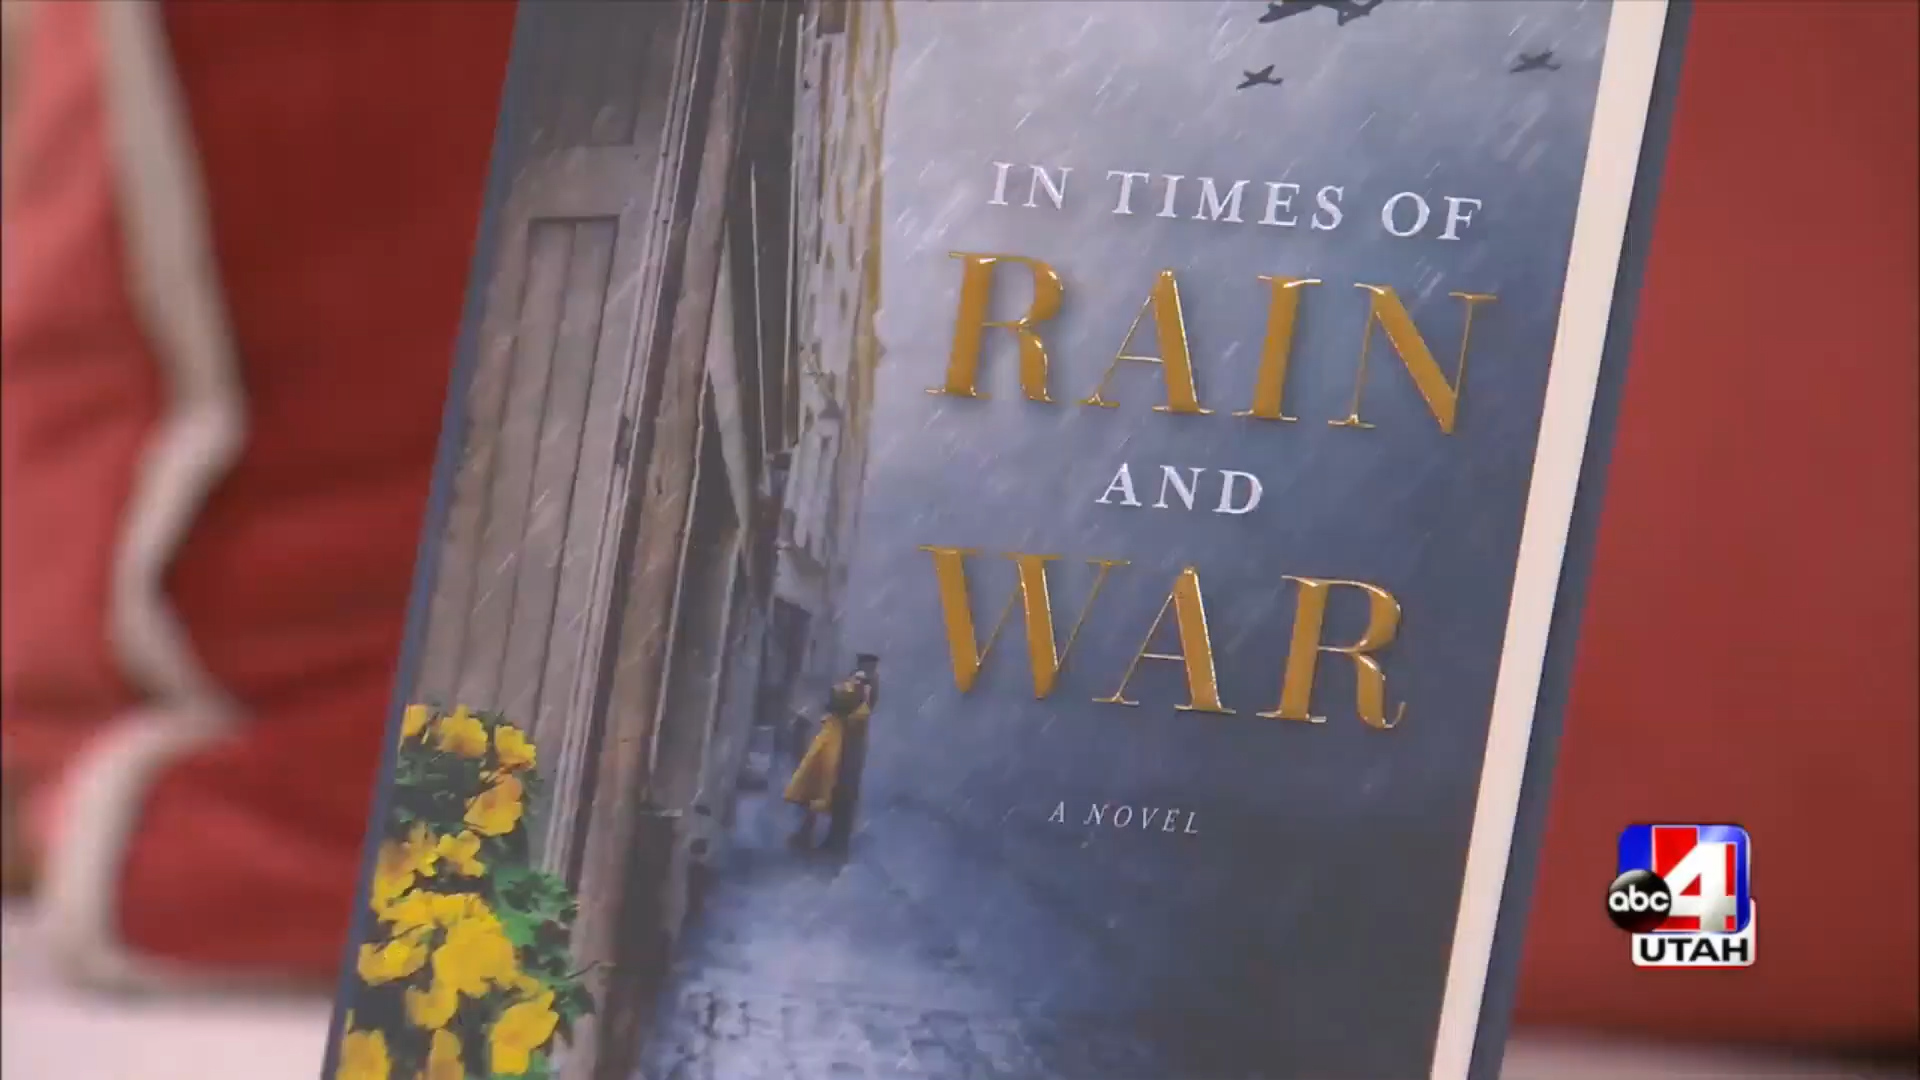 IN TIMES OF
RAIN
AND
WAR
A NOVEL
abc 4
UTAH